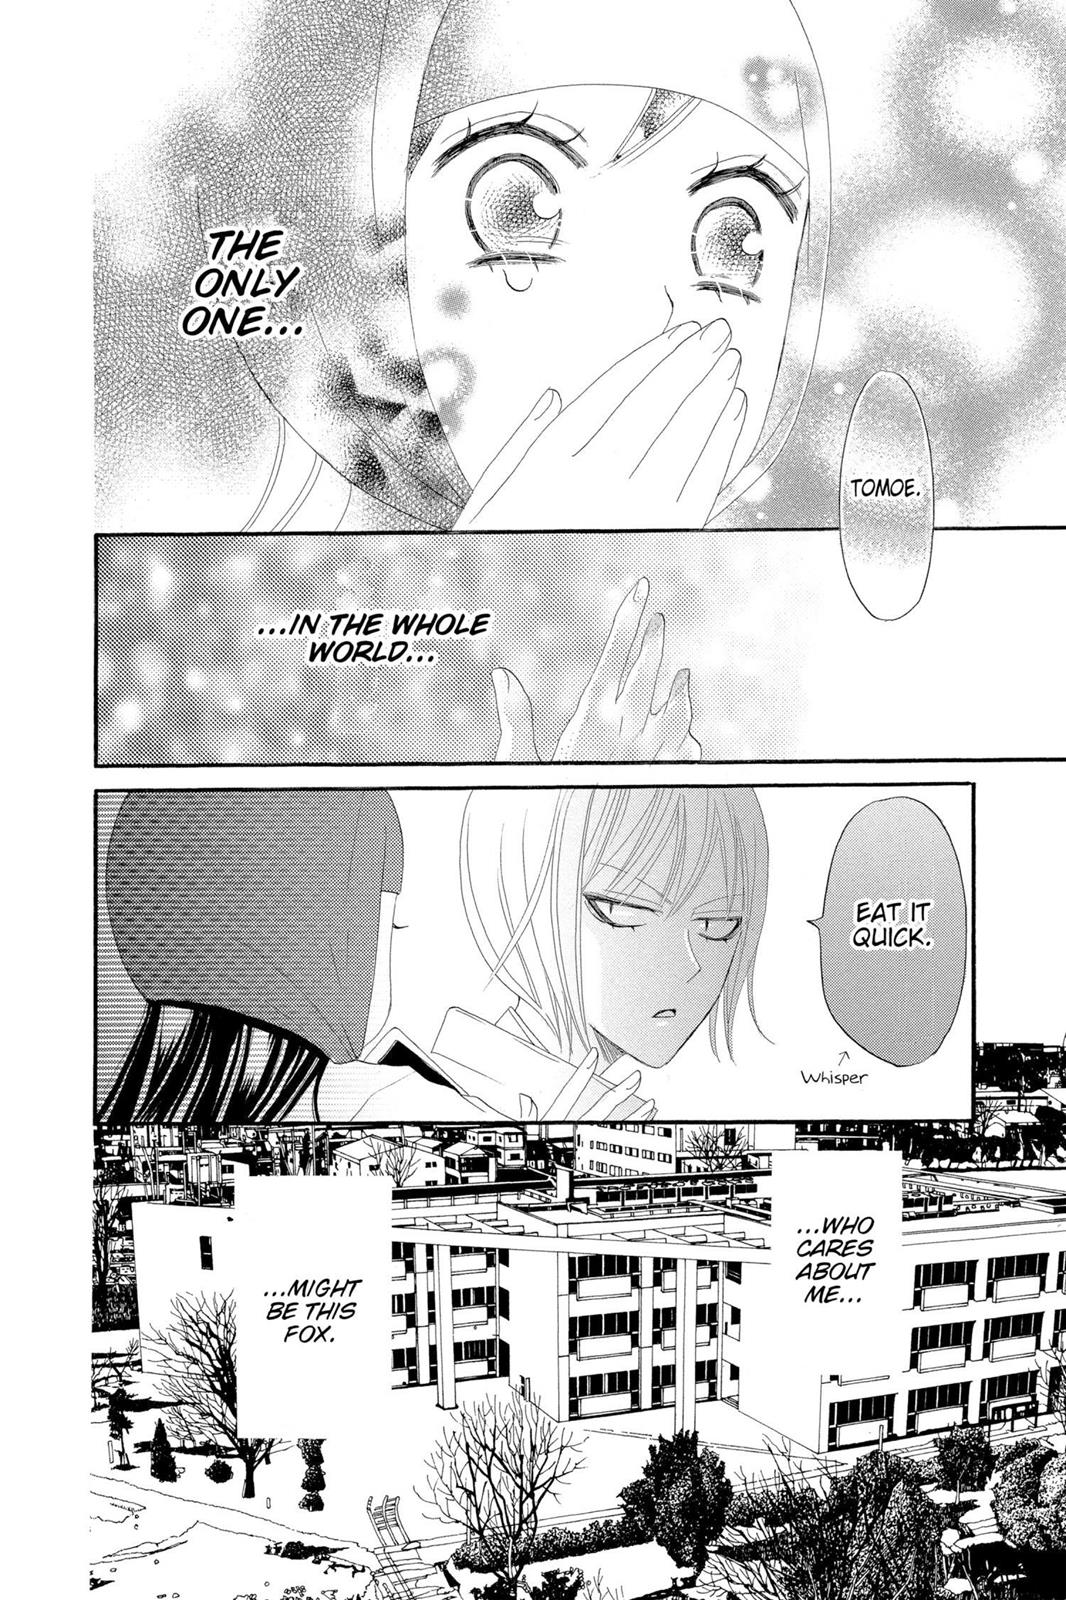 THE
ONLY
ONE...
TOMOE.
...IN THE WHOLE
WORLD...
EAT IT
QUICK.
Whisper
...WHO
CARES
ABOUT
ME...
...MIGHT
BE THIS
FOX.